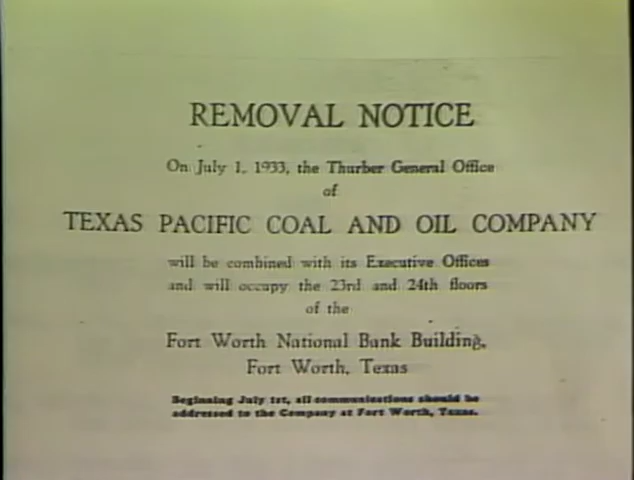 REMOVAL NOTICE
On July 1, 1933, the Thurber General Office
of
TEXAS PACIFIC COAL AND OIL COMPANY
will be combined with its Executive Offices
and will occupy the 23rd and 24th floors
of the
Fort Worth National Bank Building,
Fort Worth, Texas
Beginning July 1st, all communications should be
addressed to the Company at Fort Worth, Texas.